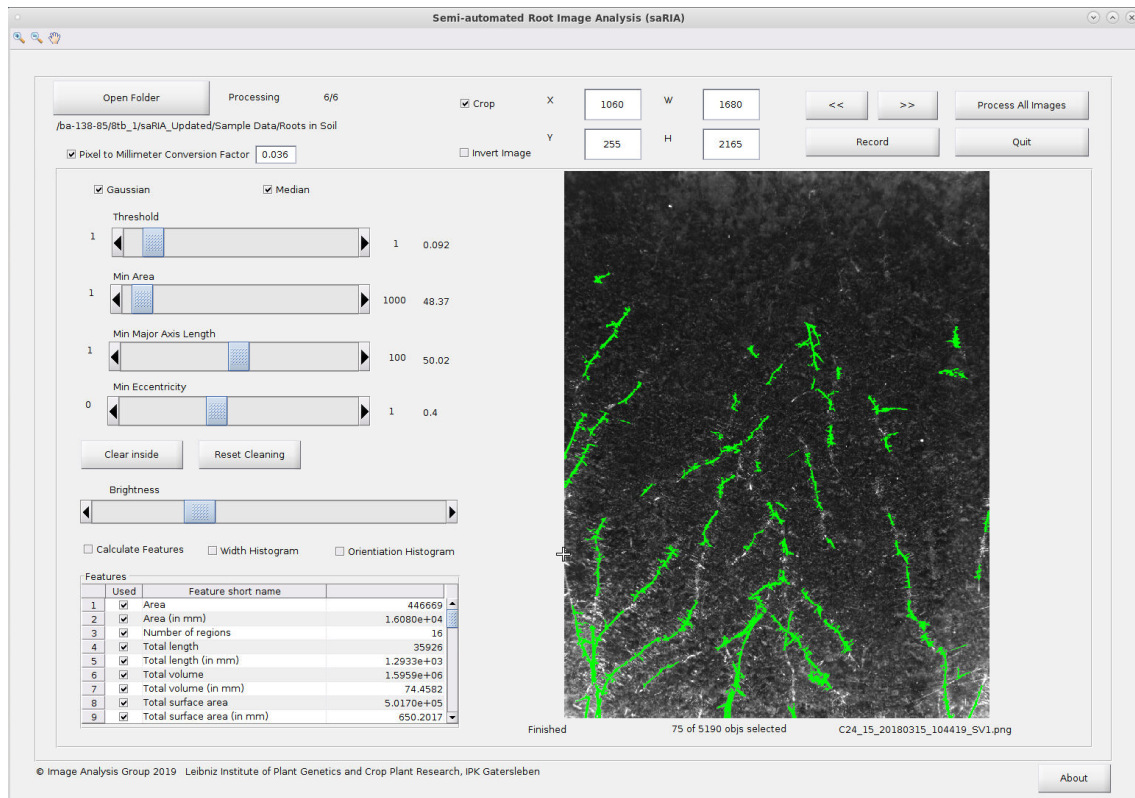 Semi-automated Root Image Analysis (saRIA)
Open Folder Processing 6/6
Crop X 1060 W 1680 << >> Process All Images
/ba-138-85/8tb_1/saRIA_Updated/Sample Data/Roots in Soil
Y 255 H 2165 Record Quit
Pixel to Millimeter Conversion Factor 0.036
Invert Image
Gaussian Median
Threshold
1 1 0.092
Min Area
1 1000 48.37
Min Major Axis Length
1 100 50.02
Min Eccentricity
0 1 0.4
Clear inside Reset Cleaning
Brightness
Calculate Features Width Histogram Orientiation Histogram
Features
Used Feature short name
1 Area 446669
2 Area (in mm) 1.6080e+04
3 Number of regions 16
4 Total length 35926
5 Total length (in mm) 1.2933e+03
6 Total volume 1.5959e+06
7 Total volume (in mm) 74.4582
8 Total surface area 5.0170e+05
9 Total surface area (in mm) 650.2017
Finished 75 of 5190 objs selected C24_15_20180315_104419_SV1.png
© Image Analysis Group 2019 Leibniz Institute of Plant Genetics and Crop Plant Research, IPK Gatersleben
About